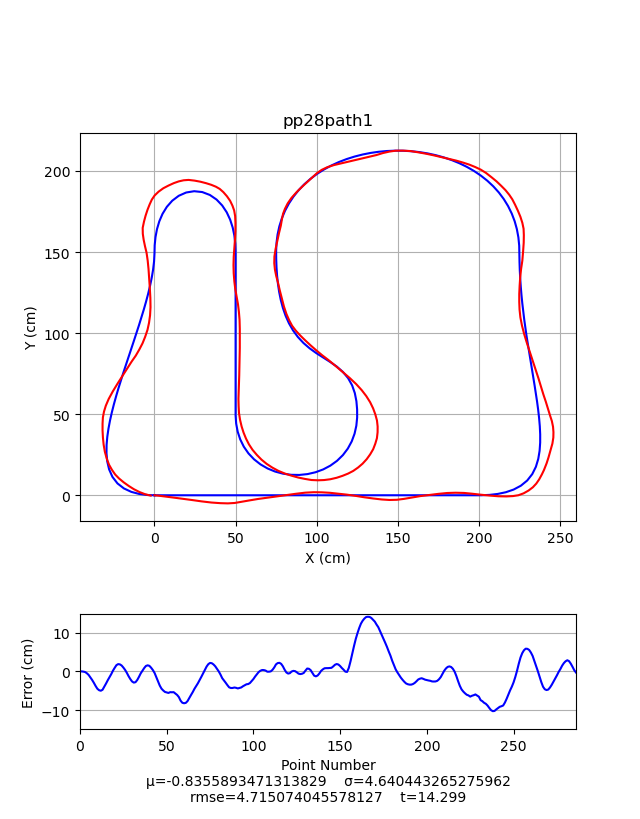 pp28path1
200
150
100
50
0
Y (cm)
0 50 100 150 200 250
X (cm)
10
0
−10
Error (cm)
0 50 100 150 200 250
Point Number
μ=-0.8355893471313829 σ=4.640443265275962
rmse=4.715074045578127 t=14.299